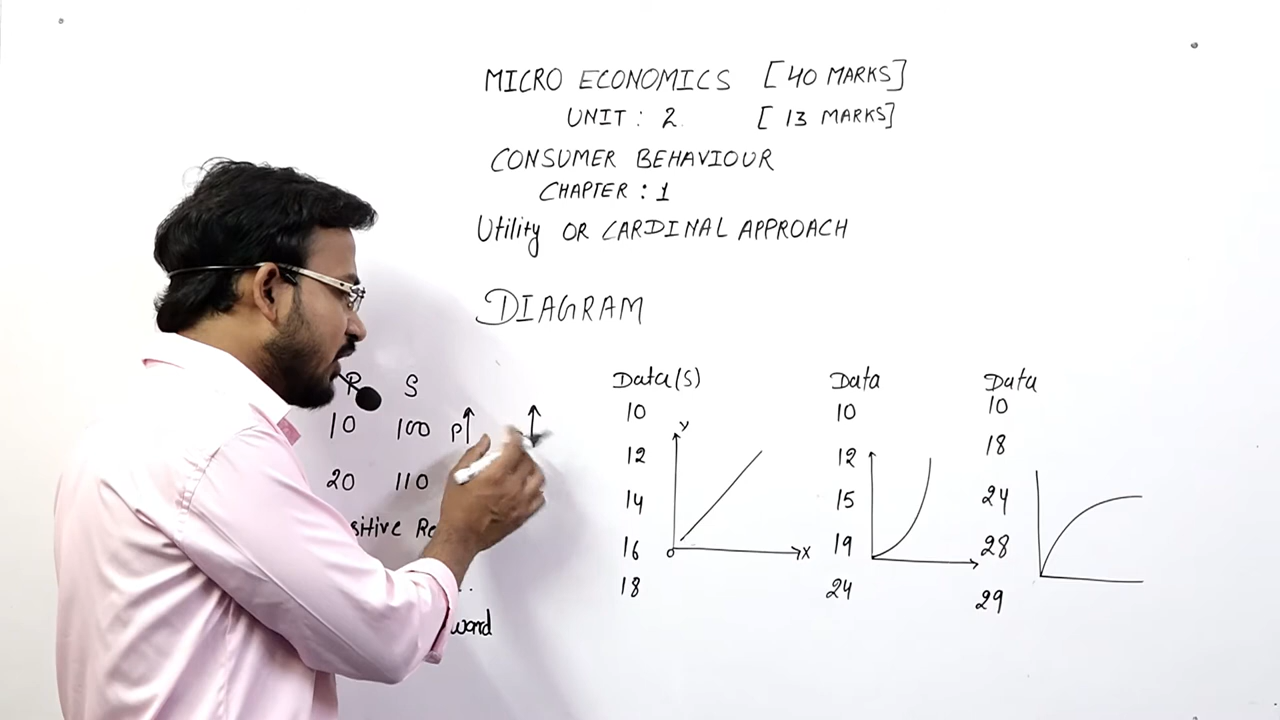 MICRO ECONOMICS [40 MARKS]
UNIT : 2. [13 MARKS]
CONSUMER BEHAVIOUR
CHAPTER : 1
Utility OR CARDINAL APPROACH
DIAGRAM
P S
10 100 P↑ ↑
20 110
Data(S)
10
12
14
16
18
Y
O
X
Data
10
12
15
19
24
Data
10
18
24
28
29